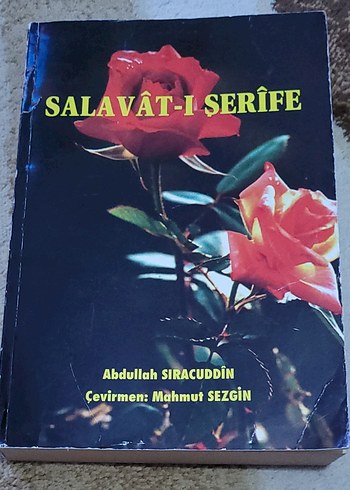 SALAVÂT-I ŞERÎFE
Abdullah SIRACUDDİN
Çevirmen: Mahmut SEZGİN